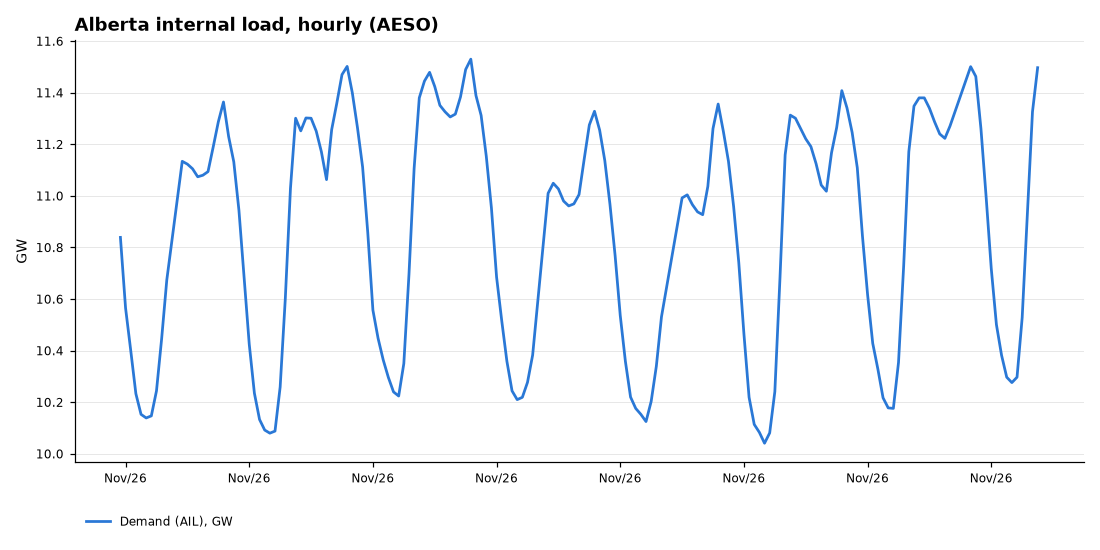 Alberta internal load, hourly (AESO)
11.6
11.4
11.2
11.0
10.8
10.6
10.4
10.2
10.0
GW
Nov/26 Nov/26 Nov/26 Nov/26 Nov/26 Nov/26 Nov/26 Nov/26
Demand (AIL), GW